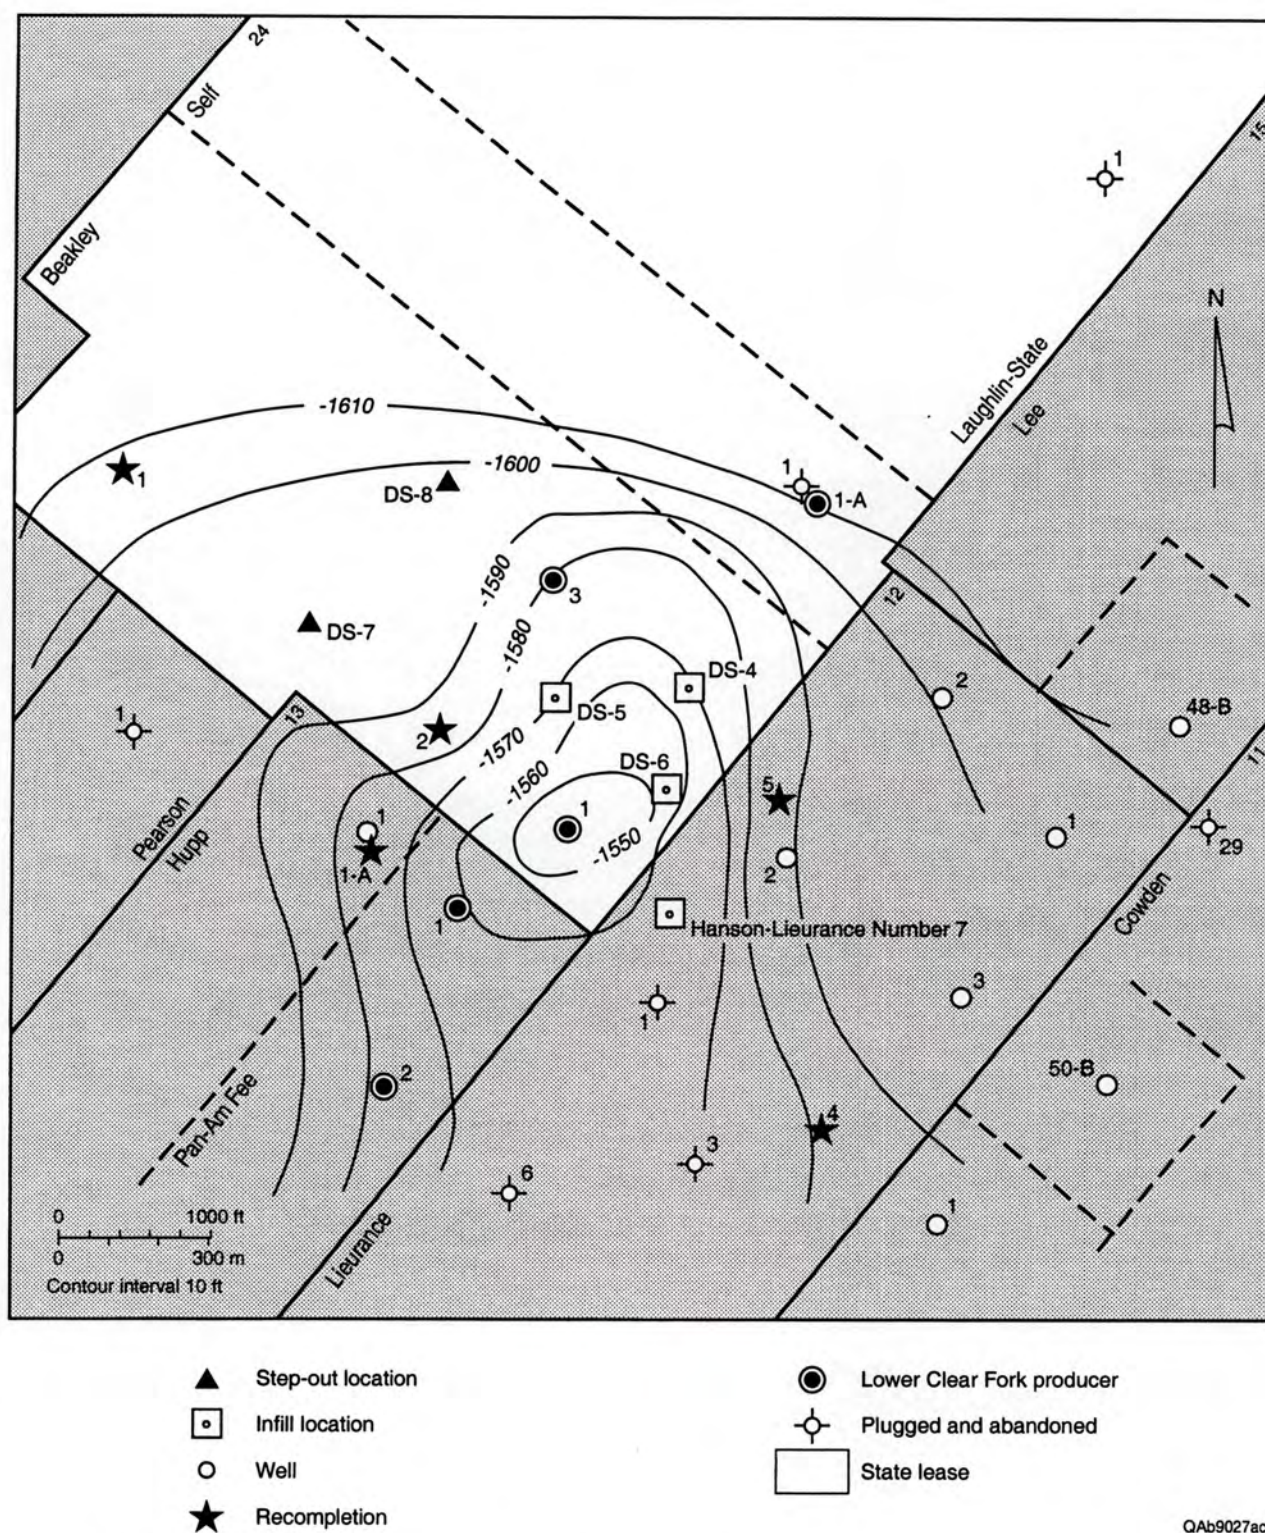 24
Self
15
1
Beakley
N
Laughlin-State
Lee
-1610
-1600
1
1
1-A
DS-8
-1590
3
12
-1580
DS-7
DS-4
2
48-B
13
DS-5
1
2
-1570
11
DS-6
-1560
5
1
1
1
Pearson
Hupp
-1550
2
29
1-A
Cowden
1
Hanson-Lieurance Number 7
3
1
50-B
2
4
Pan-Am Fee
3
6
1
0 1000 ft
0 300 m
Contour interval 10 ft
Lieurance
Step-out location
Lower Clear Fork producer
Infill location
Plugged and abandoned
Well
State lease
Recompletion
QAb9027ac